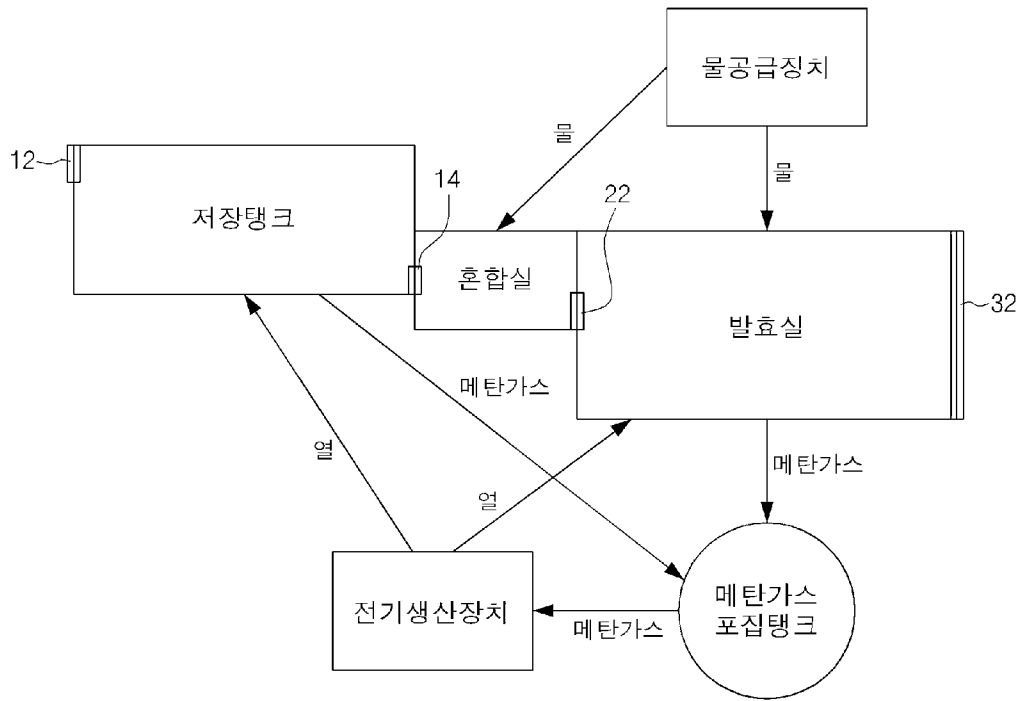 물공급징치
물
물
12
14
22
저장탱크
혼합실
발효실
32
메탄가스
열
얼
메탄가스
메탄가스
포집탱크
전기생산장치
메탄가스